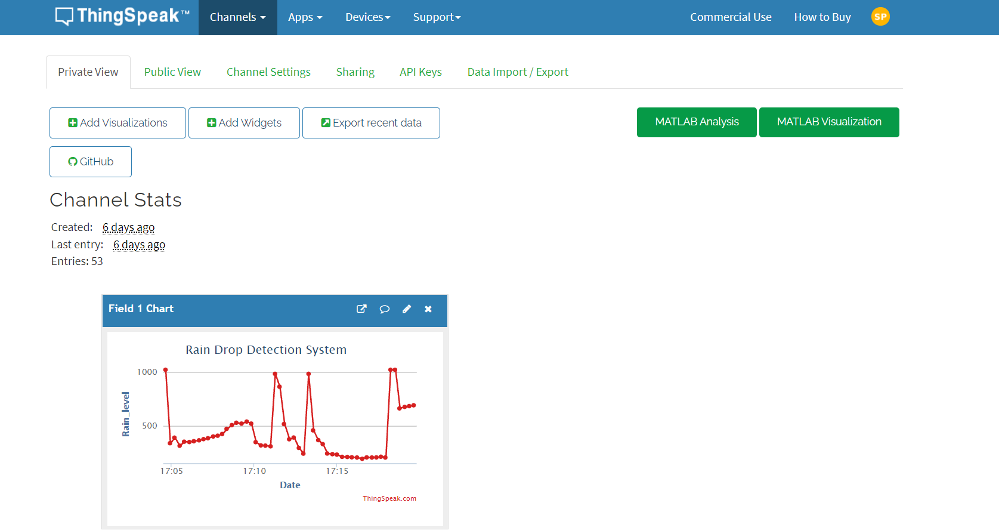 ThingSpeak™ Channels Apps Devices Support Commercial Use How to Buy SP
Private View Public View Channel Settings Sharing API Keys Data Import / Export
Add Visualizations Add Widgets Export recent data MATLAB Analysis MATLAB Visualization
GitHub
Channel Stats
Created: 6 days ago
Last entry: 6 days ago
Entries: 53
Field 1 Chart
Rain Drop Detection System
Rain_level
1000
500
17:05 17:10 17:15
Date
ThingSpeak.com